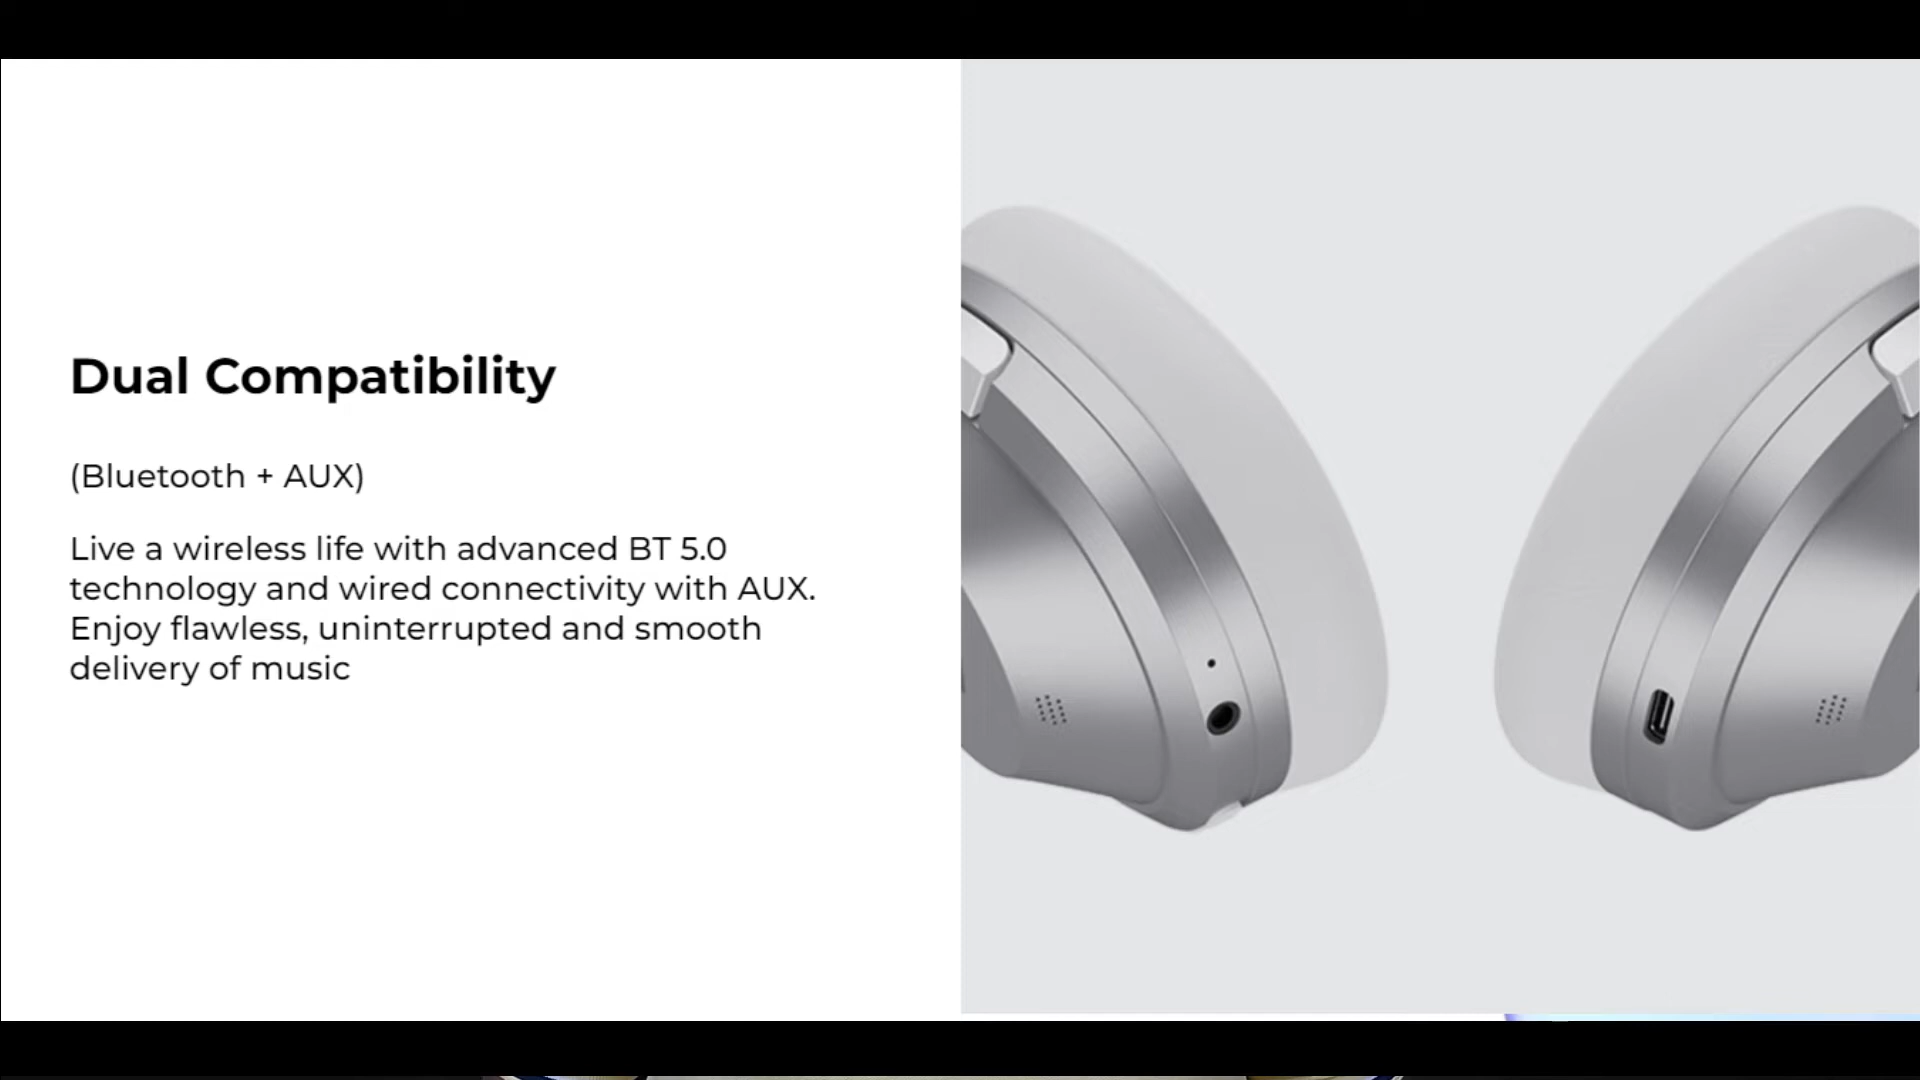 Dual Compatibility
(Bluetooth + AUX)
Live a wireless life with advanced BT 5.0
technology and wired connectivity with AUX.
Enjoy flawless, uninterrupted and smooth
delivery of music